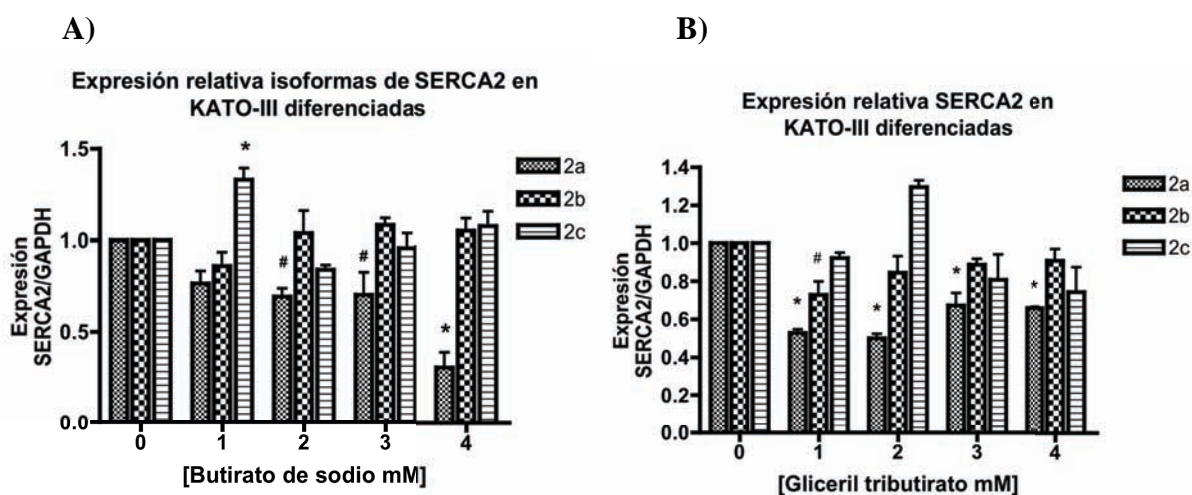 A)
Expresión relativa isoformas de SERCA2 en
KATO-III diferenciadas
Expresión
SERCA2/GAPDH
1.5
1.0
0.5
0.0
*
#
#
*
2a
2b
2c
0 1 2 3 4
[Butirato de sodio mM]
B)
Expresión relativa SERCA2 en
KATO-III diferenciadas
Expresión
SERCA2/GAPDH
1.4
1.2
1.0
0.8
0.6
0.4
0.2
0.0
*
#
*
*
*
2a
2b
2c
0 1 2 3 4
[Gliceril tributirato mM]